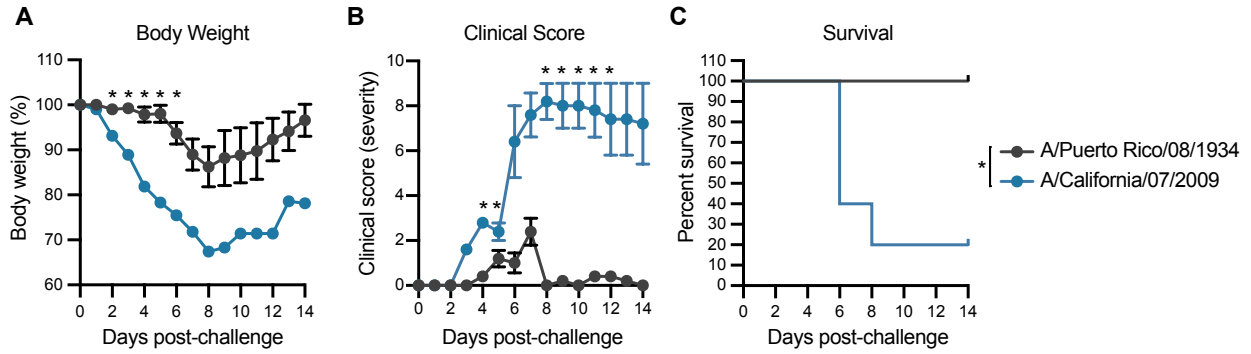 A
Body Weight
Body weight (%)
110
100
90
80
70
60
* * * * *
0 2 4 6 8 10 12 14
Days post-challenge
B
Clinical Score
Clinical score (severity)
10
8
6
4
2
0
* * * * *
* *
0 2 4 6 8 10 12 14
Days post-challenge
C
Survival
Percent survival
110
100
90
80
70
60
50
40
30
20
10
0
0 2 4 6 8 10 12 14
Days post-challenge
*
A/Puerto Rico/08/1934
A/California/07/2009